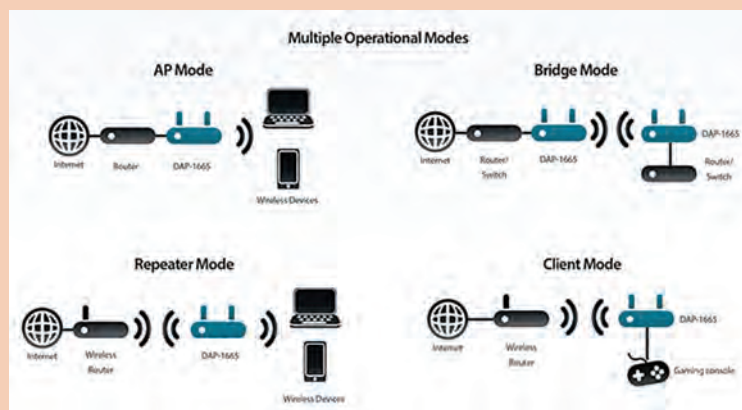 Multiple Operational Modes
AP Mode
Internet
Router
DAP-1665
Wireless Devices
Bridge Mode
Internet
Router/
Switch
DAP-1665
DAP-1665
Router/
Switch
Repeater Mode
Internet
Wireless
Router
DAP-1665
Wireless Devices
Client Mode
Internet
Wireless
Router
DAP-1665
Gaming console